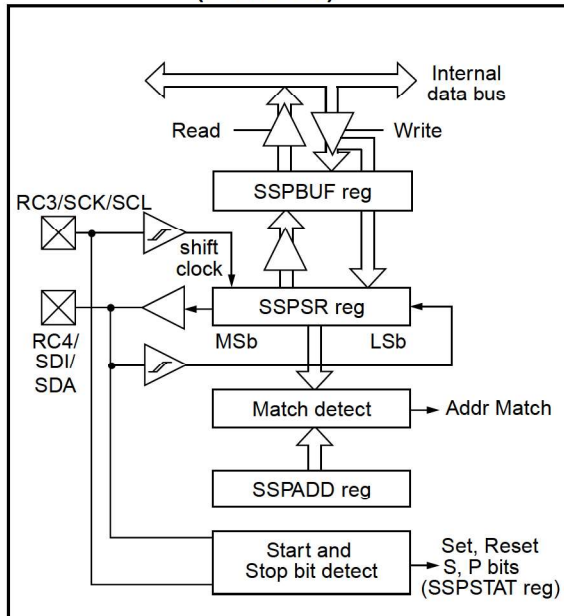 Internal
data bus
Read
Write
SSPBUF reg
RC3/SCK/SCL
shift
clock
SSPSR reg
MSb
LSb
RC4/
SDI/
SDA
Match detect
Addr Match
SSPADD reg
Start and
Stop bit detect
Set, Reset
S, P bits
(SSPSTAT reg)